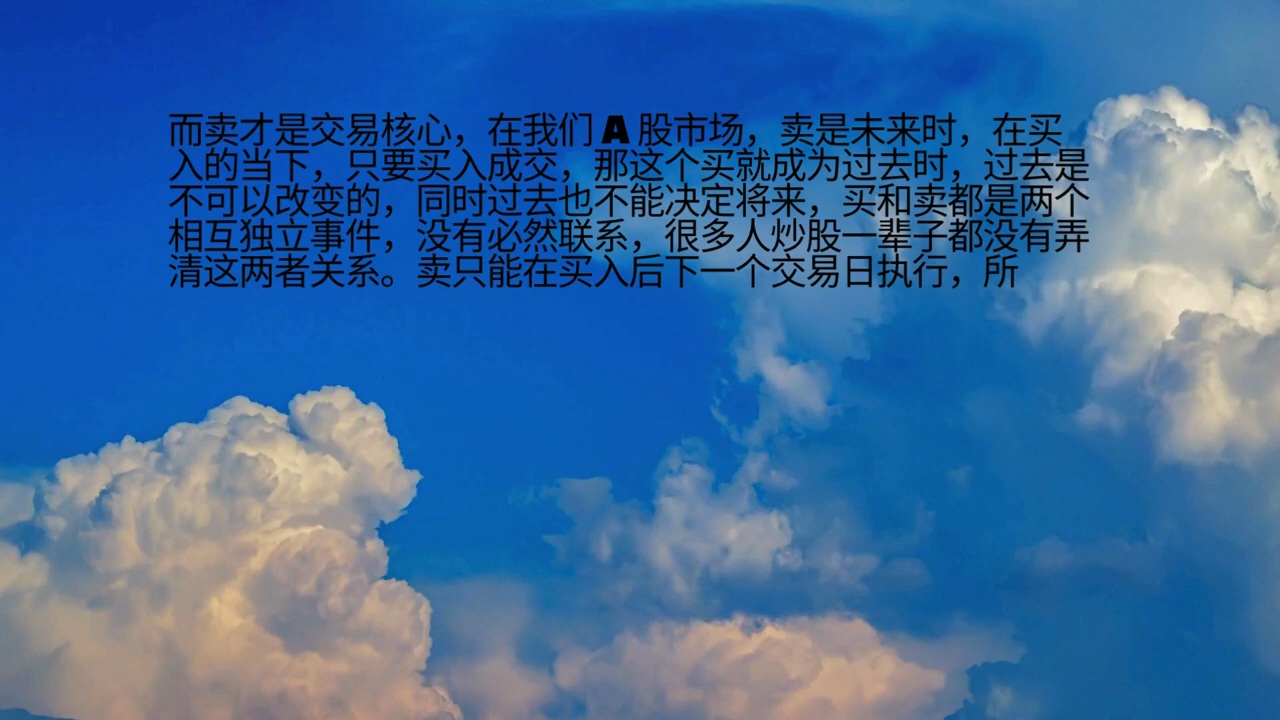 而卖才是交易核心，在我们 A 股市场，卖是未来时，在买
入的当下，只要买入成交，那这个买就成为过去时，过去是
不可以改变的，同时过去也不能决定将来，买和卖都是两个
相互独立事件，没有必然联系，很多人炒股一辈子都没有弄
清这两者关系。卖只能在买入后下一个交易日执行，所